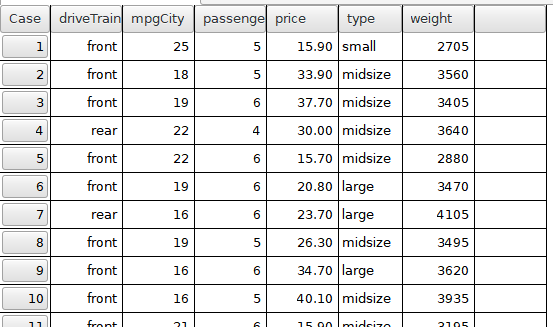 Case driveTrain mpgCity passenge price type weight
1 front 25 5 15.90 small 2705
2 front 18 5 33.90 midsize 3560
3 front 19 6 37.70 midsize 3405
4 rear 22 4 30.00 midsize 3640
5 front 22 6 15.70 midsize 2880
6 front 19 6 20.80 large 3470
7 rear 16 6 23.70 large 4105
8 front 19 5 26.30 midsize 3495
9 front 16 6 34.70 large 3620
10 front 16 5 40.10 midsize 3935
11 front 21 6 15.90 midsize 3195